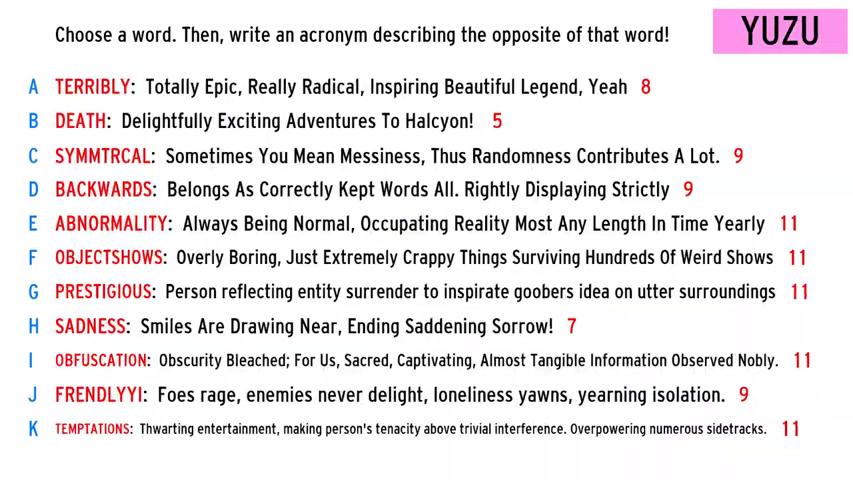 Choose a word. Then, write an acronym describing the opposite of that word!
YUZU
A TERRIBLY: Totally Epic, Really Radical, Inspiring Beautiful Legend, Yeah 8
B DEATH: Delightfully Exciting Adventures To Halcyon! 5
C SYMMTRCAL: Sometimes You Mean Messiness, Thus Randomness Contributes A Lot. 9
D BACKWARDS: Belongs As Correctly Kept Words All. Rightly Displaying Strictly 9
E ABNORMALITY: Always Being Normal, Occupating Reality Most Any Length In Time Yearly 11
F OBJECTSHOWS: Overly Boring, Just Extremely Crappy Things Surviving Hundreds Of Weird Shows 11
G PRESTIGIOUS: Person reflecting entity surrender to inspirate goobers idea on utter surroundings 11
H SADNESS: Smiles Are Drawing Near, Ending Saddening Sorrow! 7
I OBFUSCATION: Obscurity Bleached; For Us, Sacred, Captivating, Almost Tangible Information Observed Nobly. 11
J FRENDLYYI: Foes rage, enemies never delight, loneliness yawns, yearning isolation. 9
K TEMPTATIONS: Thwarting entertainment, making person's tenacity above trivial interference. Overpowering numerous sidetracks. 11